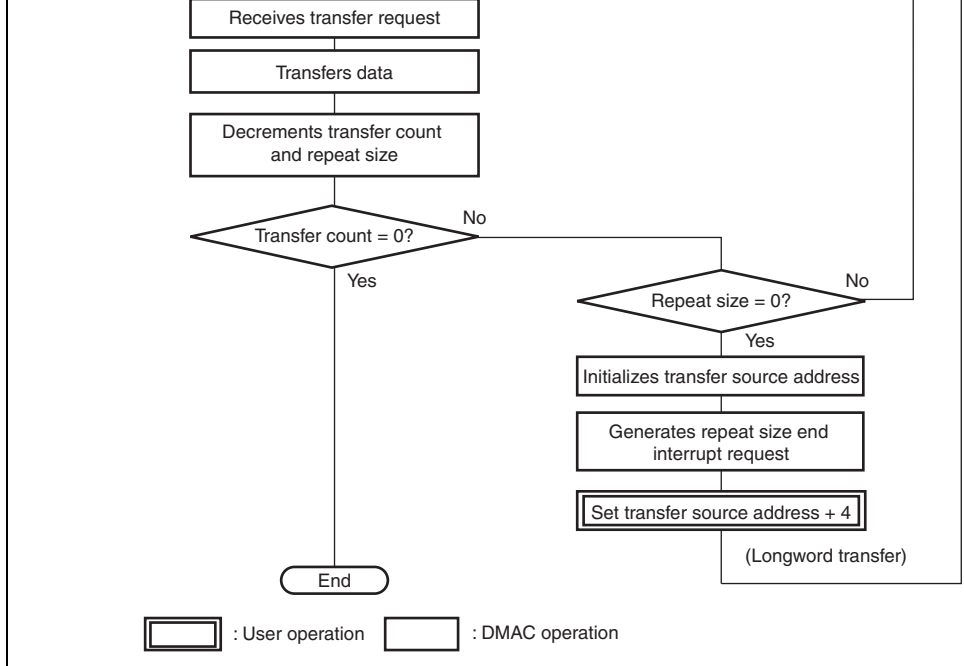 Receives transfer request
Transfers data
Decrements transfer count
and repeat size
No
Transfer count = 0?
Yes
No
Repeat size = 0?
Yes
Initializes transfer source address
Generates repeat size end
interrupt request
Set transfer source address + 4
(Longword transfer)
End
: User operation
: DMAC operation